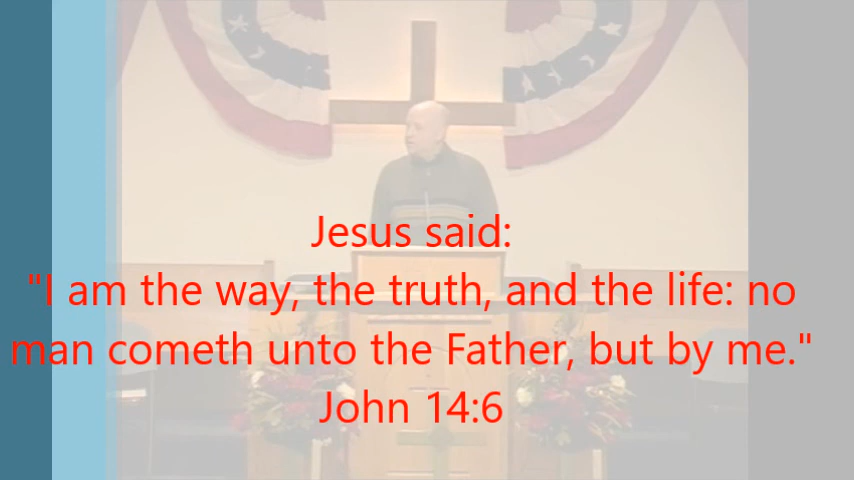 Jesus said:
"I am the way, the truth, and the life: no
man cometh unto the Father, but by me."
John 14:6